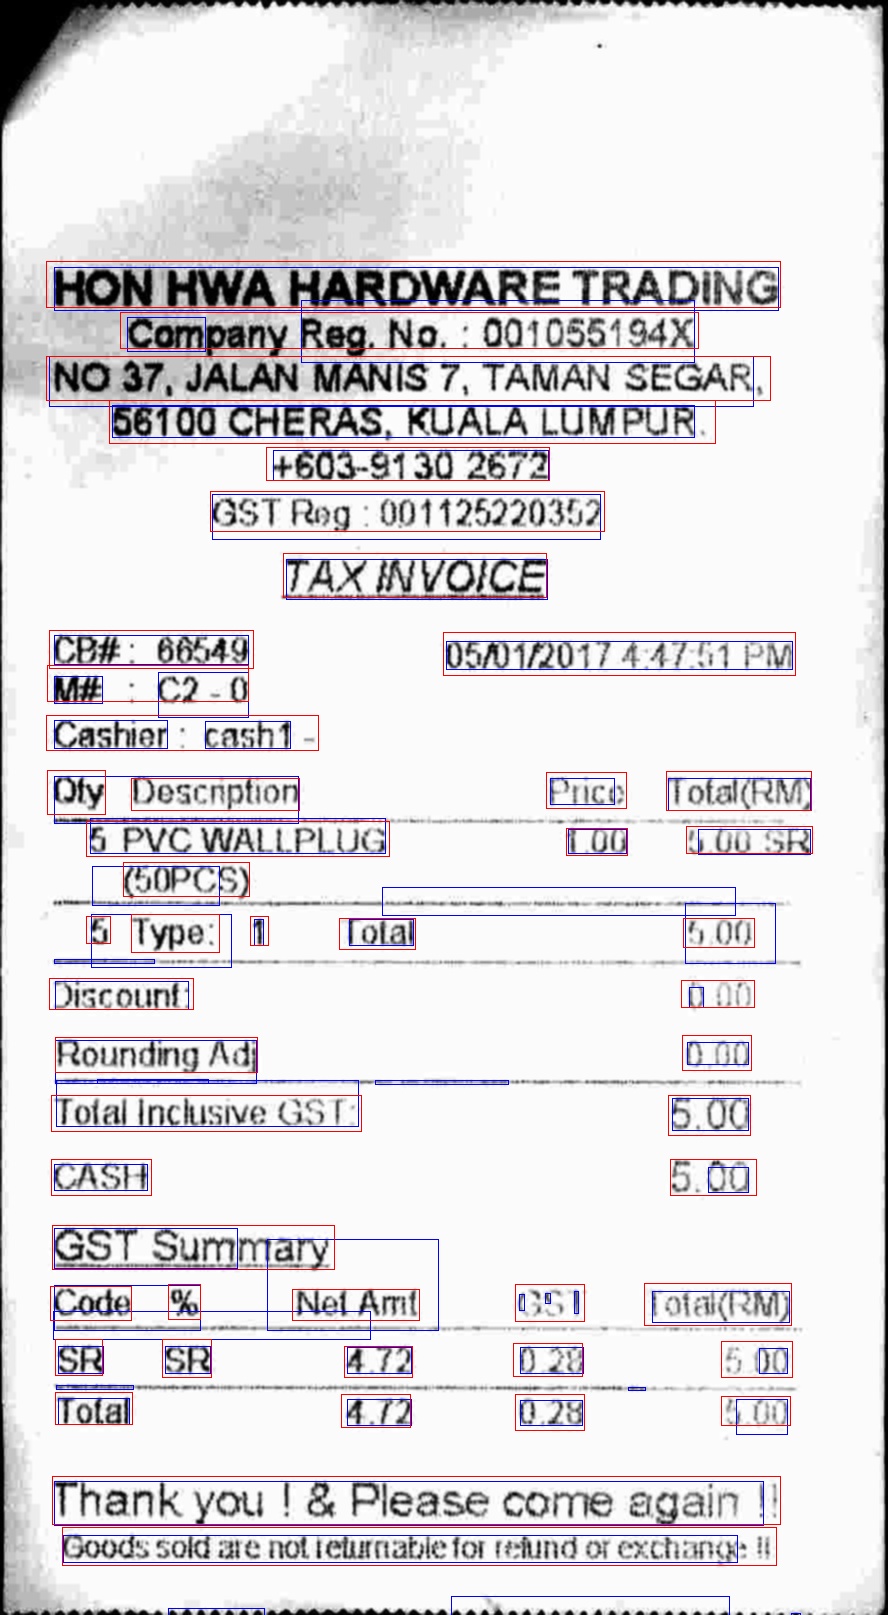 HON HWA HARDWARE TRADING
Company Reg. No. : 001055194X
NO 37, JALAN MANIS 7, TAMAN SEGAR,
56100 CHERAS, KUALA LUMPUR.
+603-9130 2672
GST Reg : 001125220352
TAX INVOICE
CB# : 66549 05/01/2017 4:47:51 PM
M# : C2 - 0
Cashier : cash1 -
Qty Description Price Total(RM)
5 PVC WALLPLUG 1.00 5.00 SR
(50PCS)
5 Type: 1 Total 5.00
Discount: 0.00
Rounding Adj 0.00
Total Inclusive GST: 5.00
CASH 5.00
GST Summary
Code % Net Amt GST Total(RM)
SR SR 4.72 0.28 5.00
Total 4.72 0.28 5.00
Thank you ! & Please come again !!
Goods sold are not returnable for refund or exchange !!